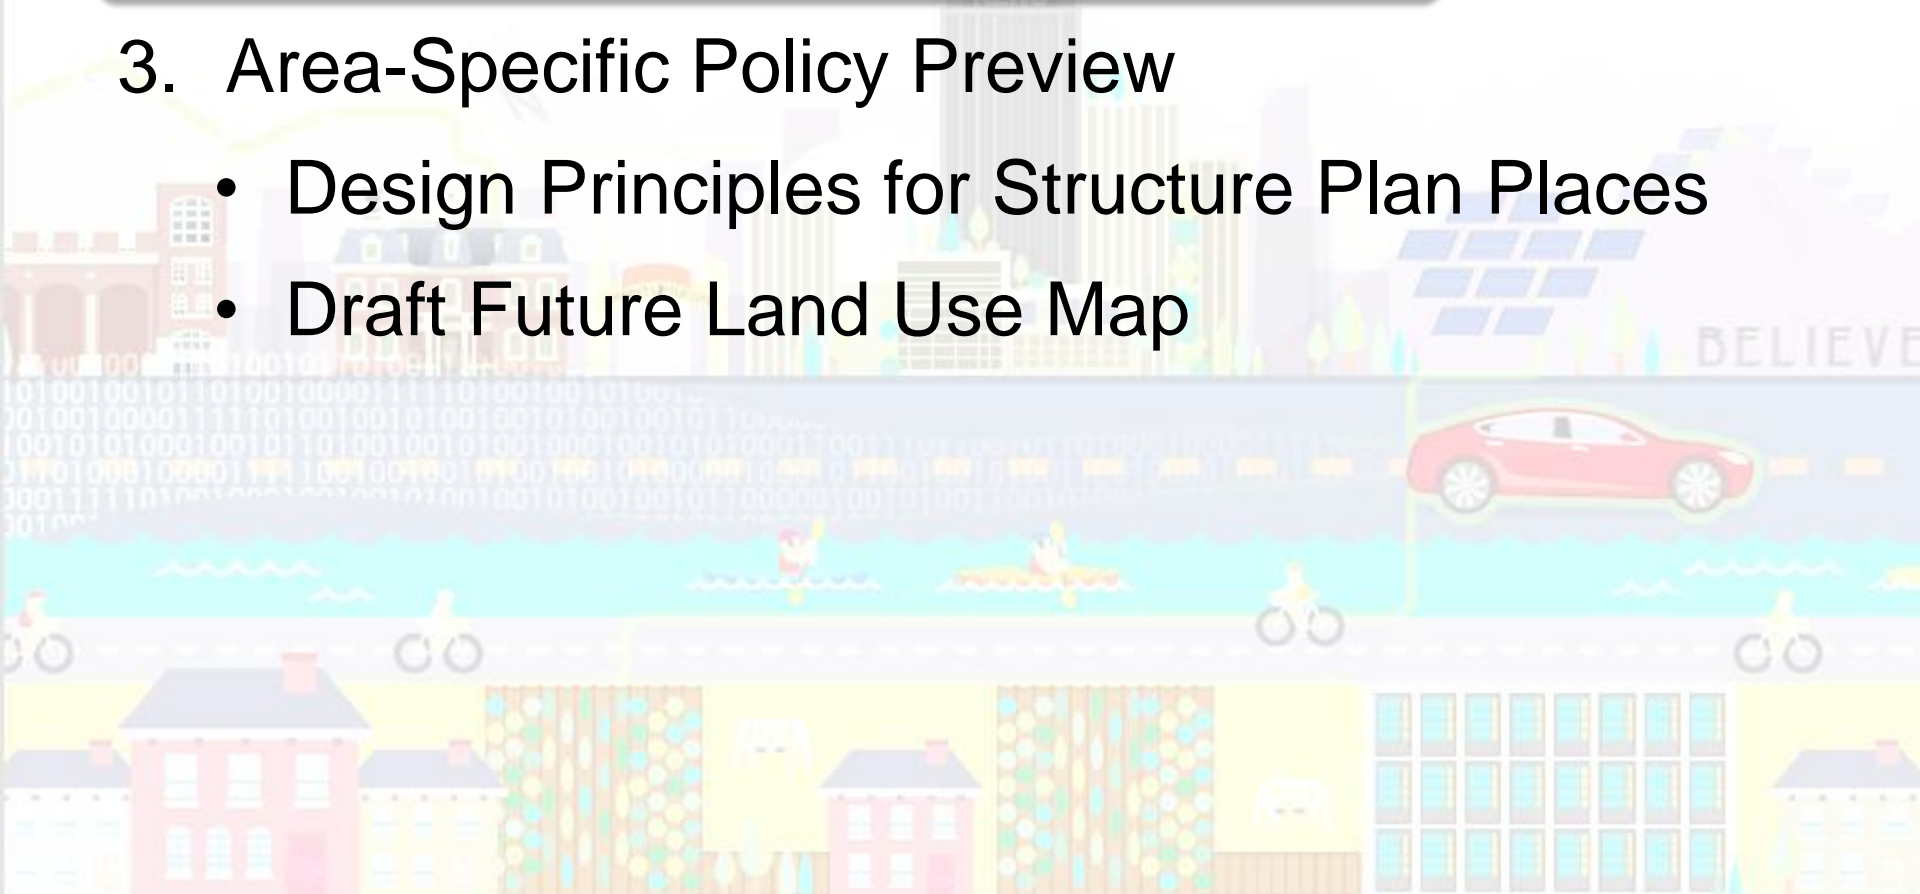 3. Area-Specific Policy Preview
• Design Principles for Structure Plan Places
• Draft Future Land Use Map
BELIEVE